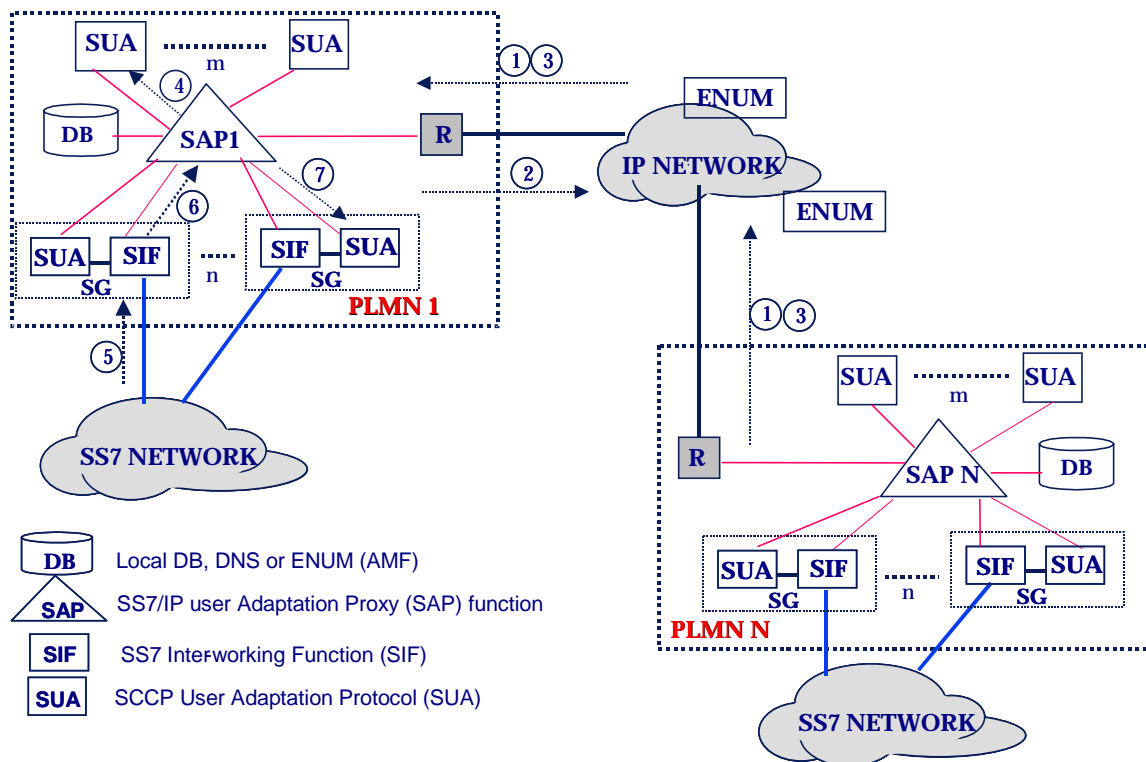 SUA
SUA
m
1
3
4
ENUM
DB
SAP1
R
IP NETWORK
7
2
6
ENUM
SUA
SIF
n
SIF
SUA
SG
SG
PLMN 1
1
3
5
SUA
SUA
m
SS7 NETWORK
R
SAP N
DB
DB
Local DB, DNS or ENUM (AMF)
SUA
SIF
n
SIF
SUA
SG
SG
SAP
SS7/IP user Adaptation Proxy (SAP) function
PLMN N
SIF
SS7 Interworking Function (SIF)
SUA
SCCP User Adaptation Protocol (SUA)
SS7 NETWORK